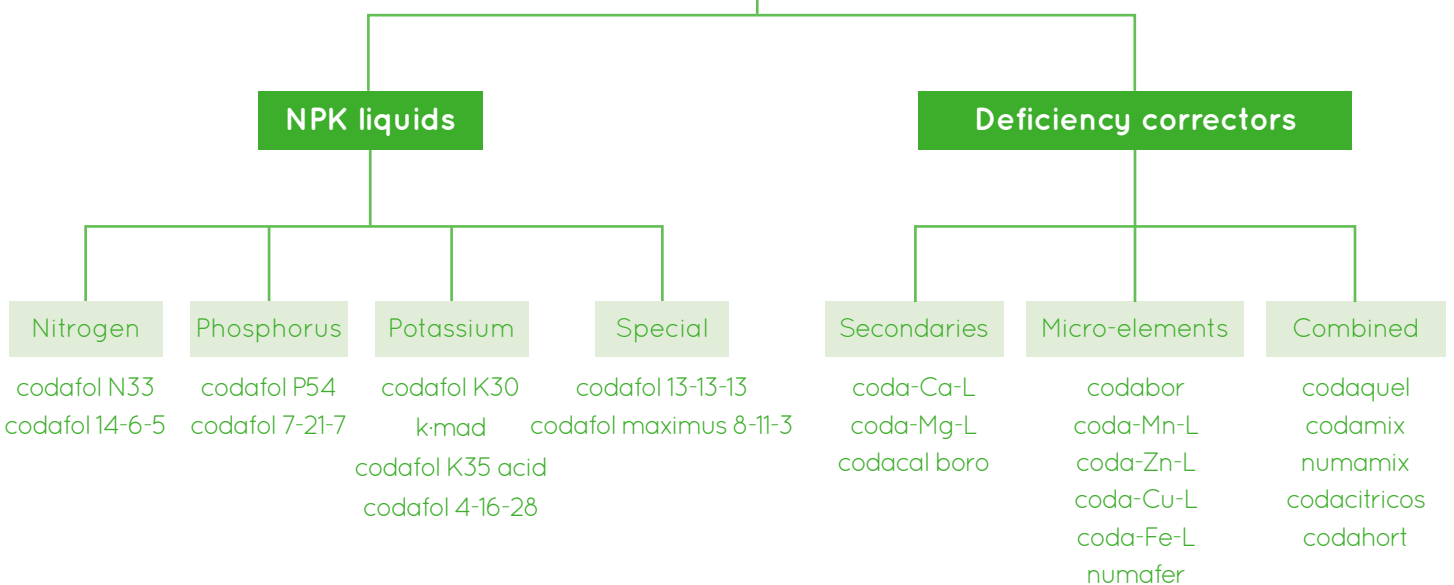 NPK liquids
Deficiency correctors
Nitrogen
codafol N33
codafol 14-6-5
Phosphorus
codafol P54
codafol 7-21-7
Potassium
codafol K30
k·mad
codafol K35 acid
codafol 4-16-28
Special
codafol 13-13-13
codafol maximus 8-11-3
Secondaries
coda-Ca-L
coda-Mg-L
codacal boro
Micro-elements
codabor
coda-Mn-L
coda-Zn-L
coda-Cu-L
coda-Fe-L
numafer
Combined
codaquel
codamix
numamix
codacitricos
codahort